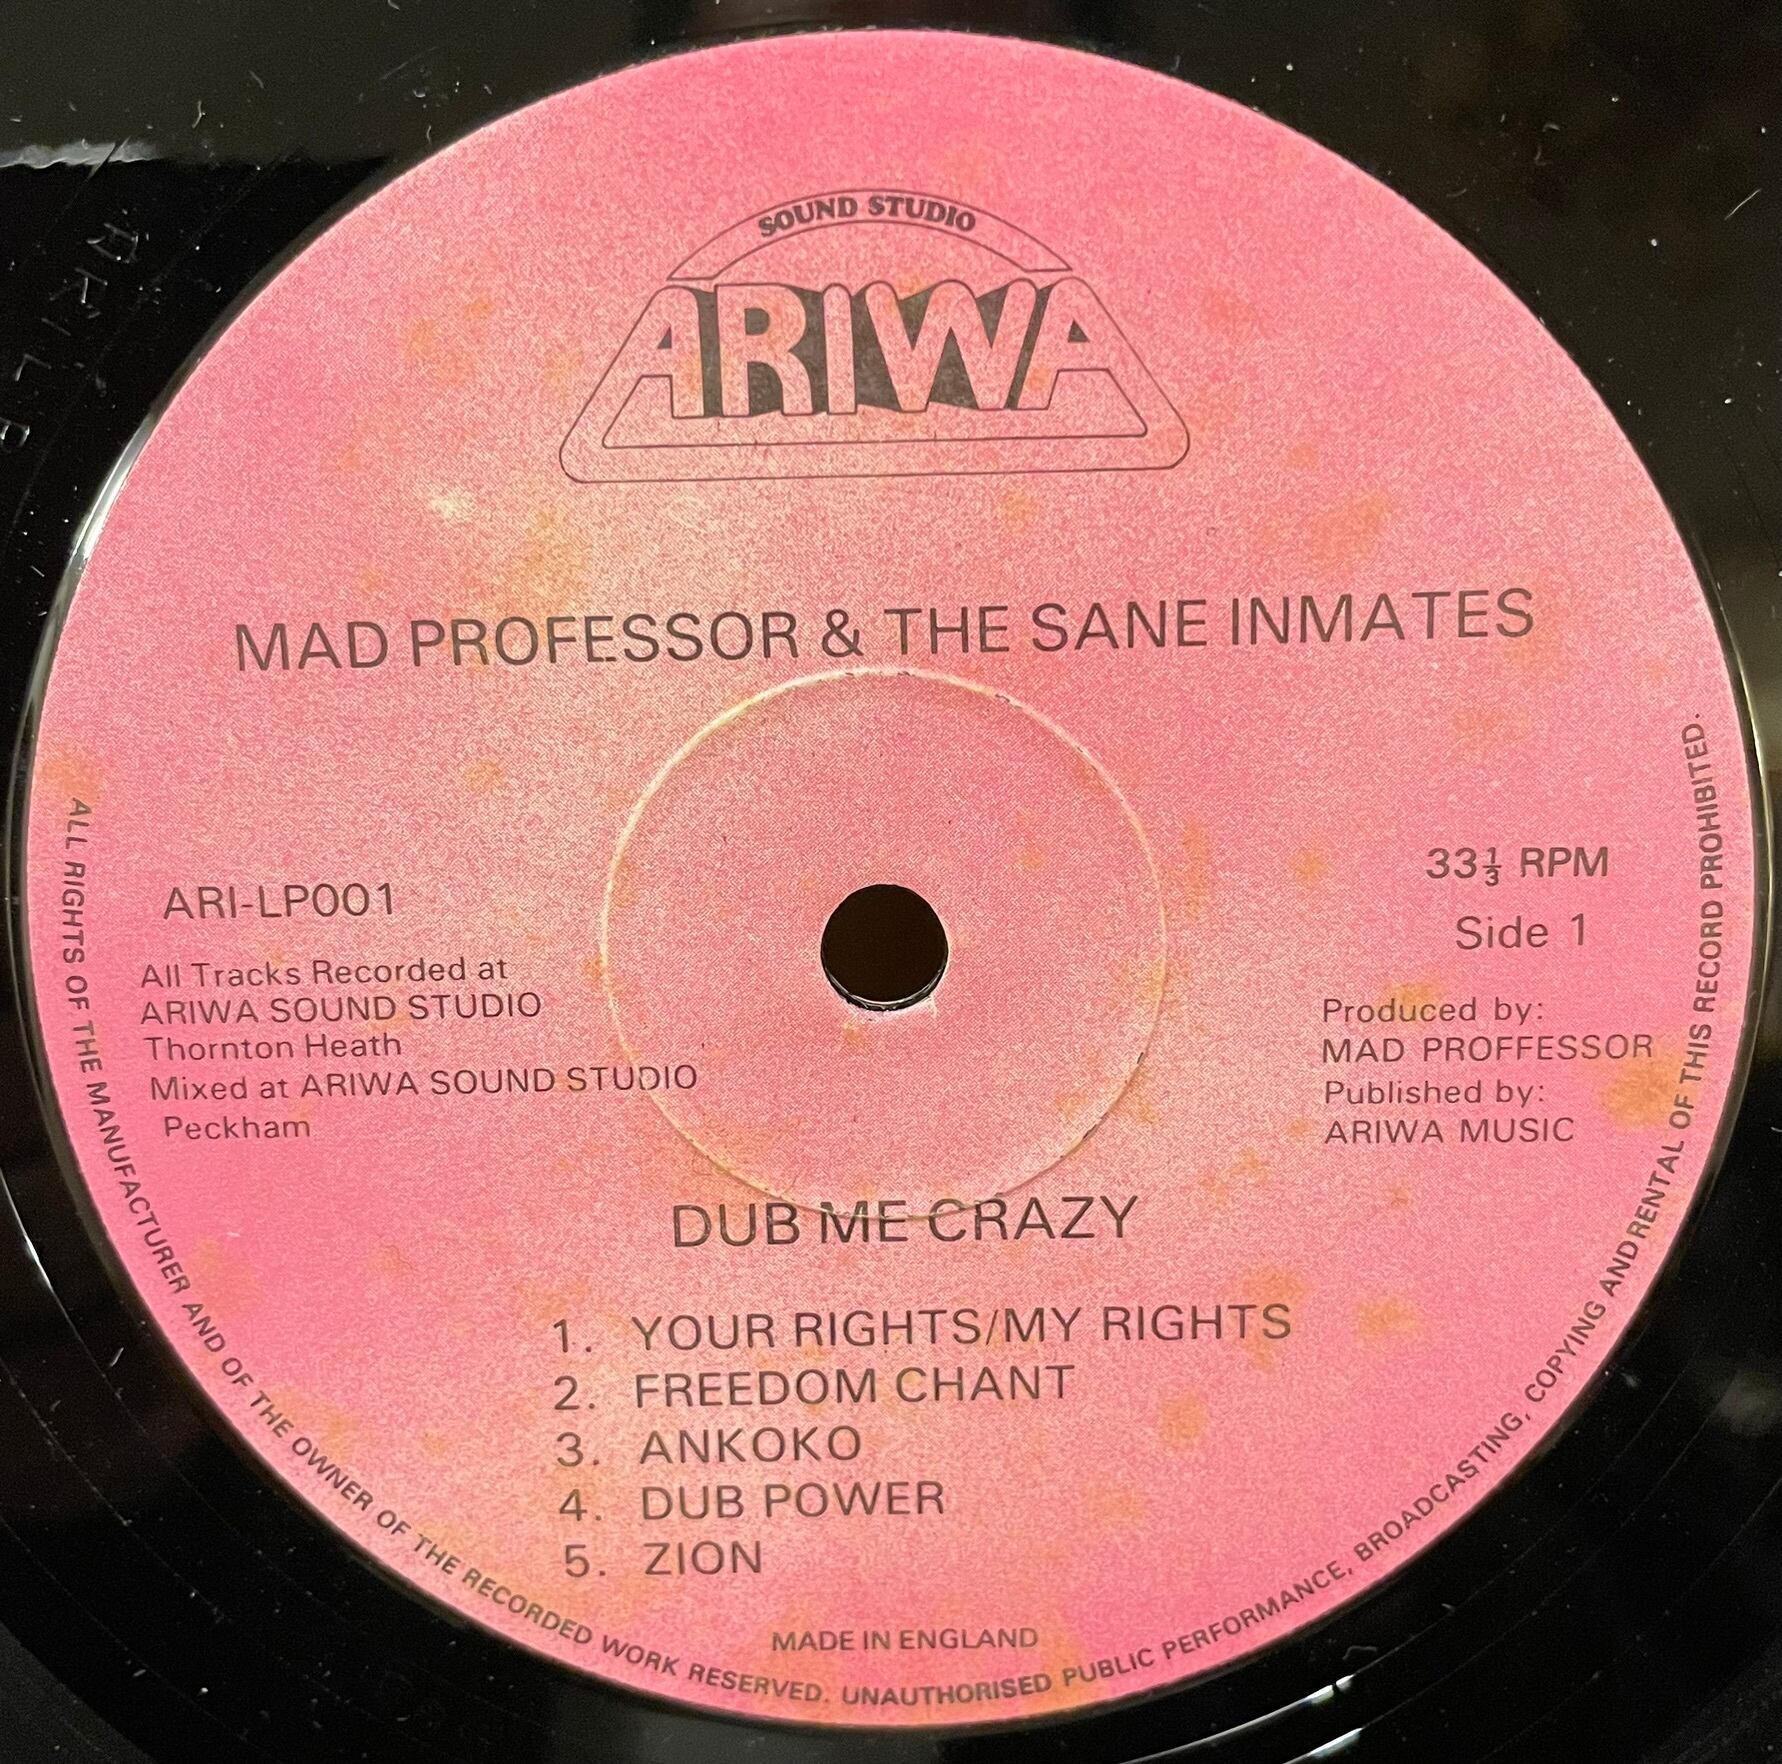 SOUND STUDIO
ARIWA
MAD PROFESSOR & THE SANE INMATES
ARI-LP001
All Tracks Recorded at
ARIWA SOUND STUDIO
Thornton Heath
Mixed at ARIWA SOUND STUDIO
Peckham
33⅓ RPM
Side 1
Produced by:
MAD PROFFESSOR
Published by:
ARIWA MUSIC
DUB ME CRAZY
1. YOUR RIGHTS/MY RIGHTS
2. FREEDOM CHANT
3. ANKOKO
4. DUB POWER
5. ZION
MADE IN ENGLAND
ALL RIGHTS OF THE MANUFACTURER AND OF THE OWNER OF THE RECORDED WORK RESERVED. UNAUTHORISED PUBLIC PERFORMANCE, BROADCASTING, COPYING AND RENTAL OF THIS RECORD PROHIBITED.